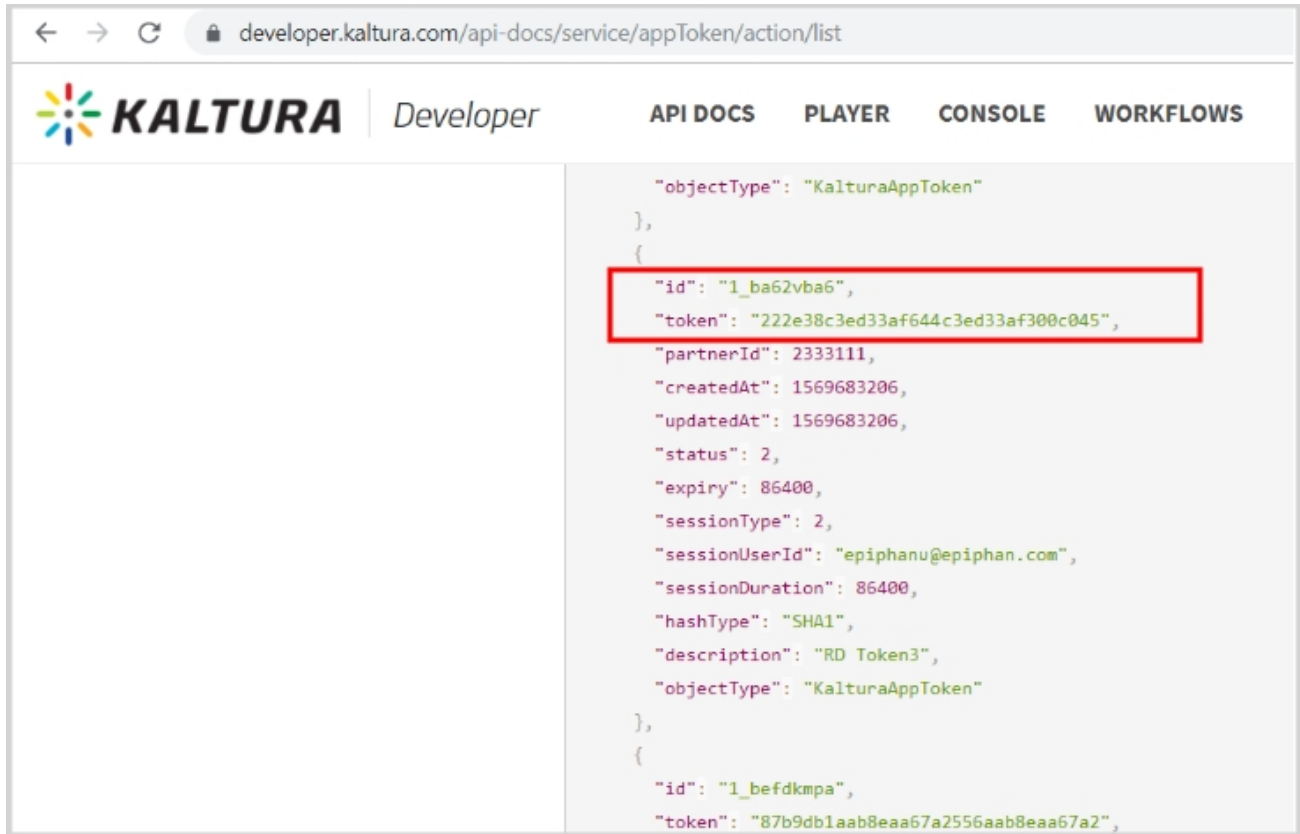 developer.kaltura.com/api-docs/service/appToken/action/list
KALTURA Developer API DOCS PLAYER CONSOLE WORKFLOWS
"objectType": "KalturaAppToken"
},
{
"id": "1_ba62vba6",
"token": "222e38c3ed33af644c3ed33af300c045",
"partnerId": 2333111,
"createdAt": 1569683206,
"updatedAt": 1569683206,
"status": 2,
"expiry": 86400,
"sessionType": 2,
"sessionUserId": "epiphanu@epiphan.com",
"sessionDuration": 86400,
"hashType": "SHA1",
"description": "RD Token3",
"objectType": "KalturaAppToken"
},
{
"id": "1_befdkmpa",
"token": "87b9db1aab8eaa67a2556aab8eaa67a2",